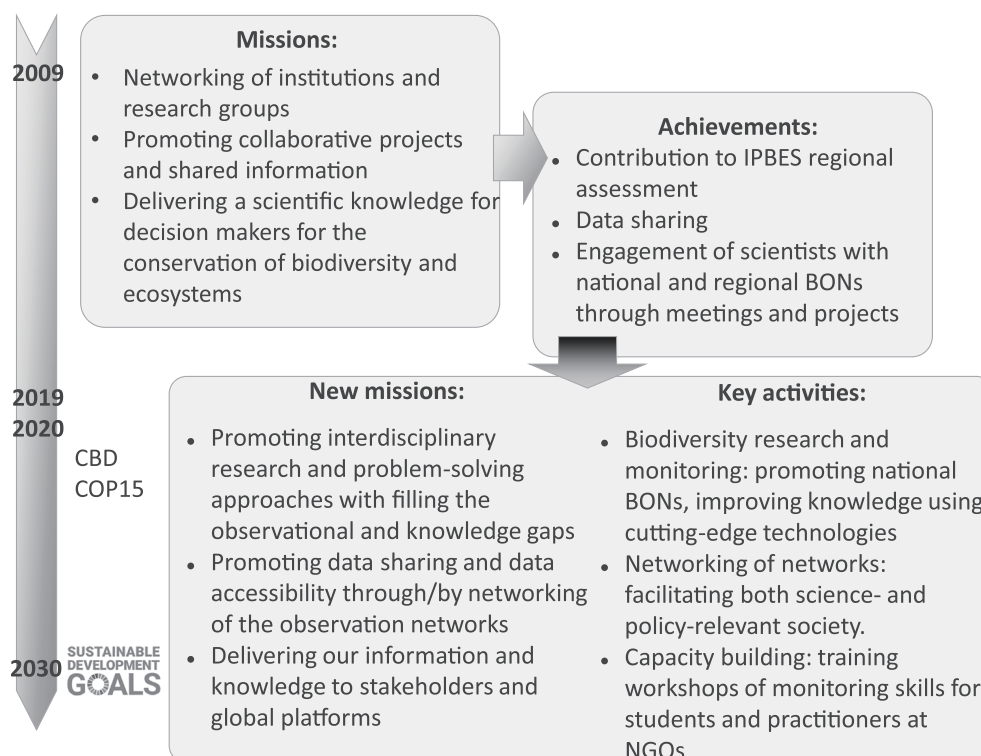 2009
Missions:
• Networking of institutions and
research groups
• Promoting collaborative projects
and shared information
• Delivering a scientific knowledge for
decision makers for the
conservation of biodiversity and
ecosystems
Achievements:
• Contribution to IPBES regional
assessment
• Data sharing
• Engagement of scientists with
national and regional BONs
through meetings and projects
2019
2020
CBD
COP15
2030
SUSTAINABLE
DEVELOPMENT
GOALS
New missions:
• Promoting interdisciplinary
research and problem-solving
approaches with filling the
observational and knowledge gaps
• Promoting data sharing and data
accessibility through/by networking
of the observation networks
• Delivering our information and
knowledge to stakeholders and
global platforms
Key activities:
• Biodiversity research and
monitoring: promoting national
BONs, improving knowledge using
cutting-edge technologies
• Networking of networks:
facilitating both science- and
policy-relevant society.
• Capacity building: training
workshops of monitoring skills for
students and practitioners at
NGOs